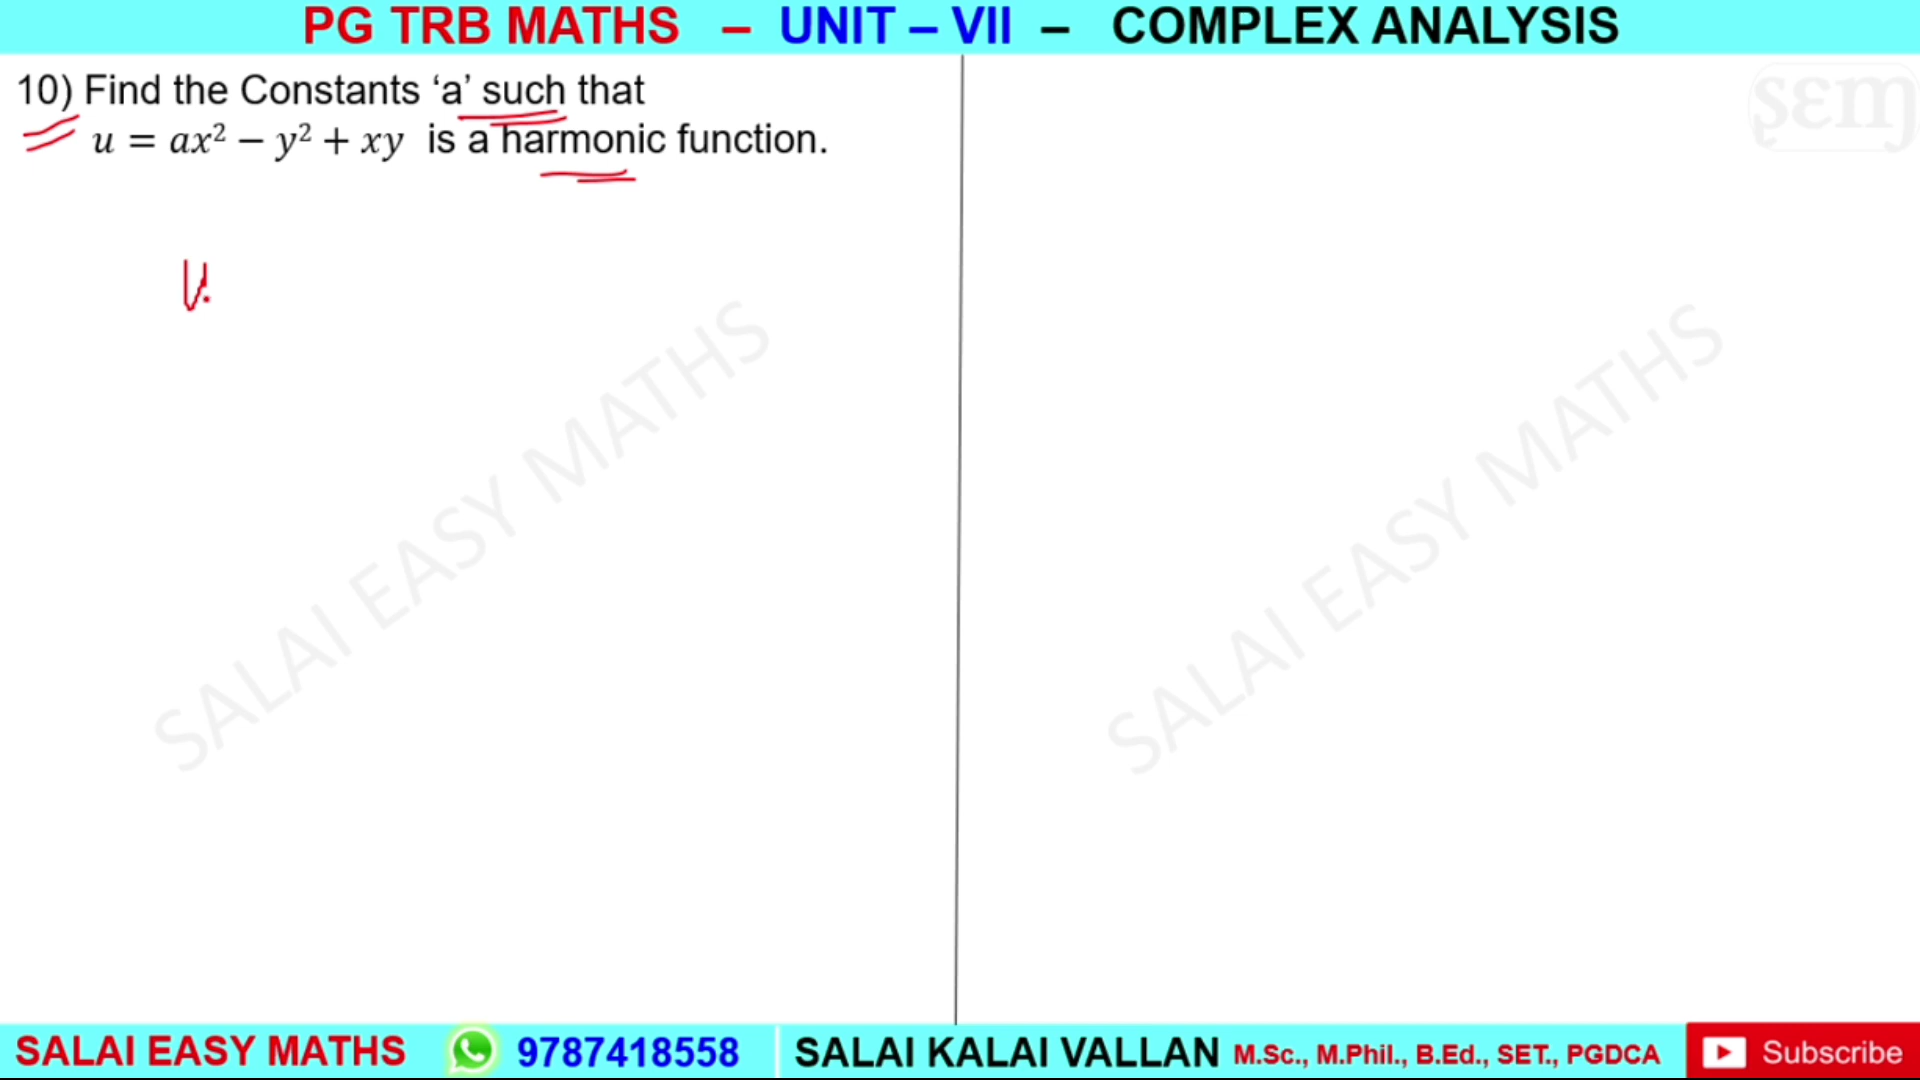 PG TRB MATHS – UNIT – VII – COMPLEX ANALYSIS
10) Find the Constants ‘a’ such that
u = ax² − y² + xy is a harmonic function.
sɛm
u
SALAI EASY MATHS
SALAI EASY MATHS
SALAI EASY MATHS 9787418558 SALAI KALAI VALLAN M.Sc., M.Phil., B.Ed., SET., PGDCA Subscribe